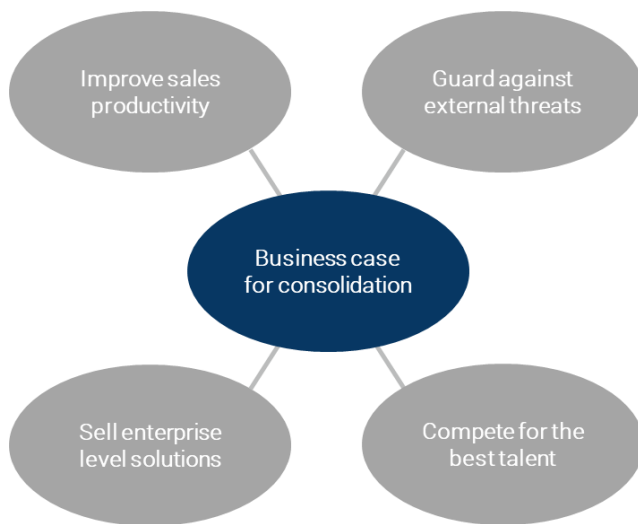 Improve sales
productivity
Guard against
external threats
Business case
for consolidation
Sell enterprise
level solutions
Compete for the
best talent